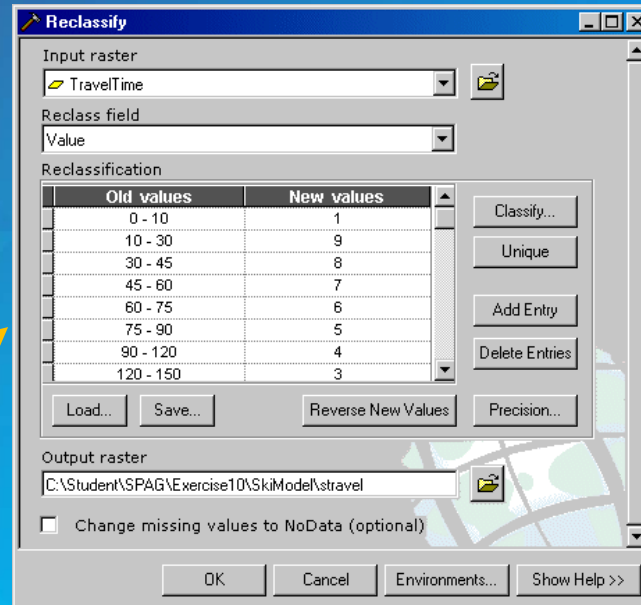 Reclassify
Input raster
TravelTime
Reclass field
Value
Reclassification
Old values New values
0 - 10 1
10 - 30 9
30 - 45 8
45 - 60 7
60 - 75 6
75 - 90 5
90 - 120 4
120 - 150 3
Classify...
Unique
Add Entry
Delete Entries
Load... Save... Reverse New Values Precision...
Output raster
C:\Student\SPAG\Exercise10\SkiModel\stravel
Change missing values to NoData (optional)
OK Cancel Environments... Show Help >>